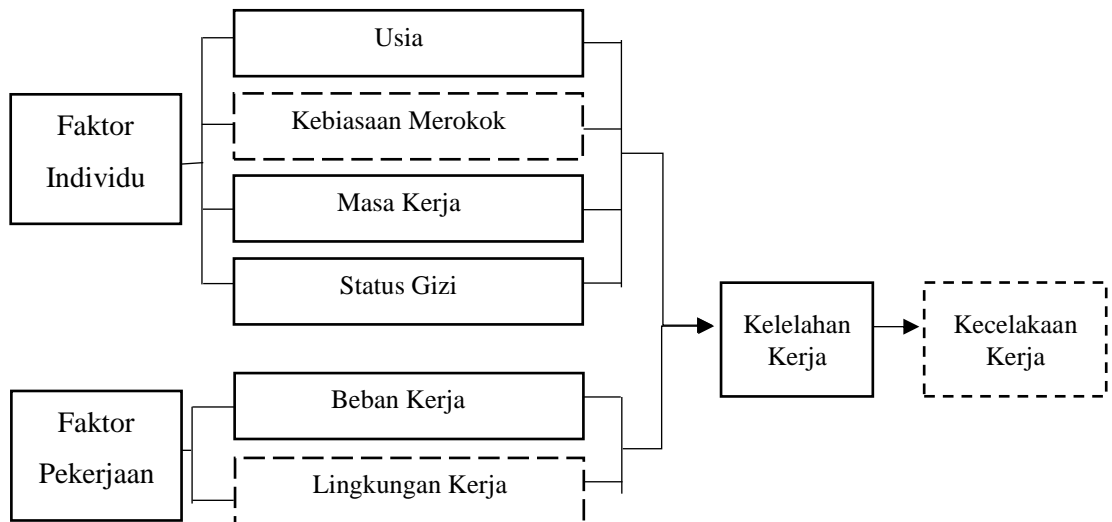 Faktor
Individu
Usia
Kebiasaan Merokok
Masa Kerja
Status Gizi
Faktor
Pekerjaan
Beban Kerja
Lingkungan Kerja
Kelelahan
Kerja
Kecelakaan
Kerja